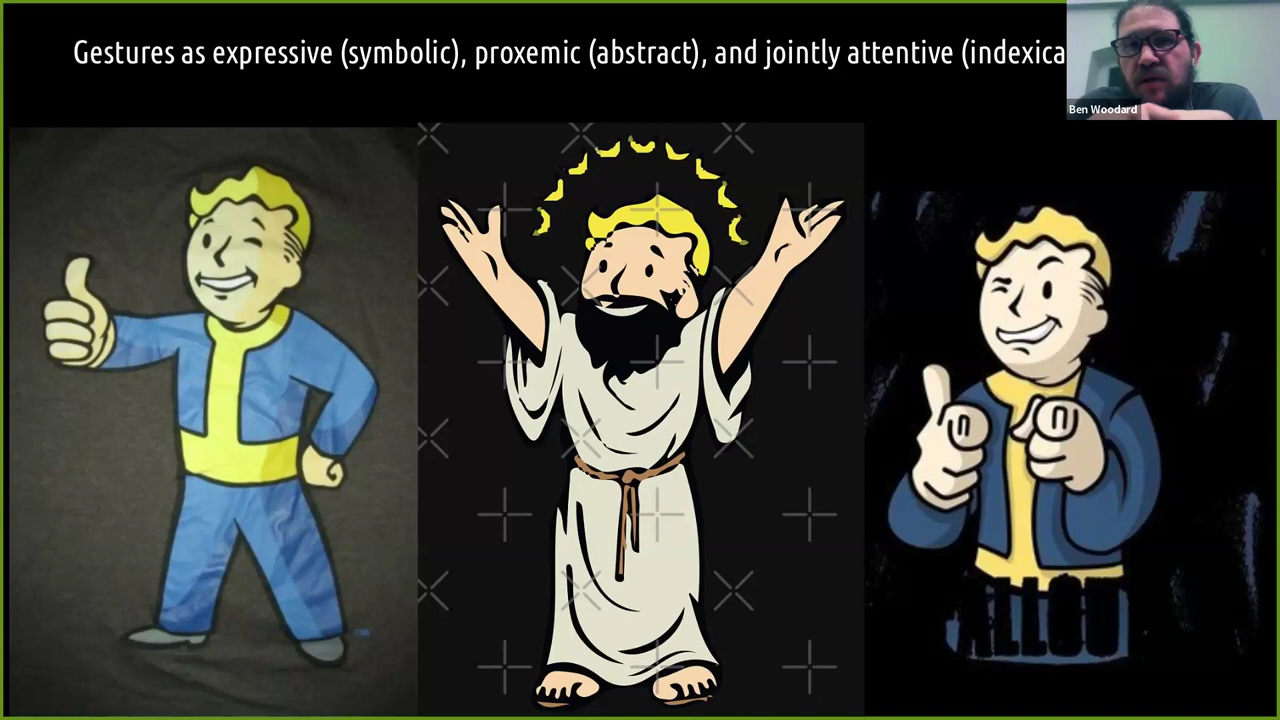 Gestures as expressive (symbolic), proxemic (abstract), and jointly attentive (indexica
Ben Woodard